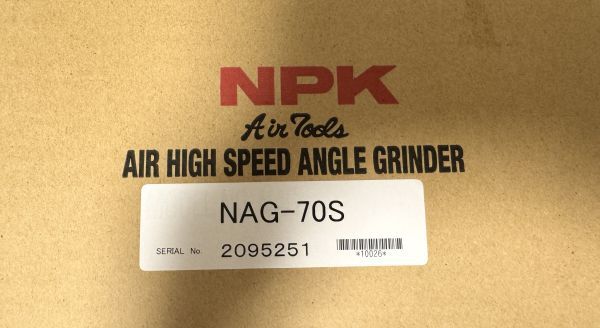 NPK
Air Tools
AIR HIGH SPEED ANGLE GRINDER
NAG-70S
SERIAL No. 2095251
*10026*